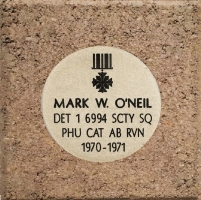 MARK W. O'NEIL
DET 1 6994 SCTY SQ
PHU CAT AB RVN
1970-1971